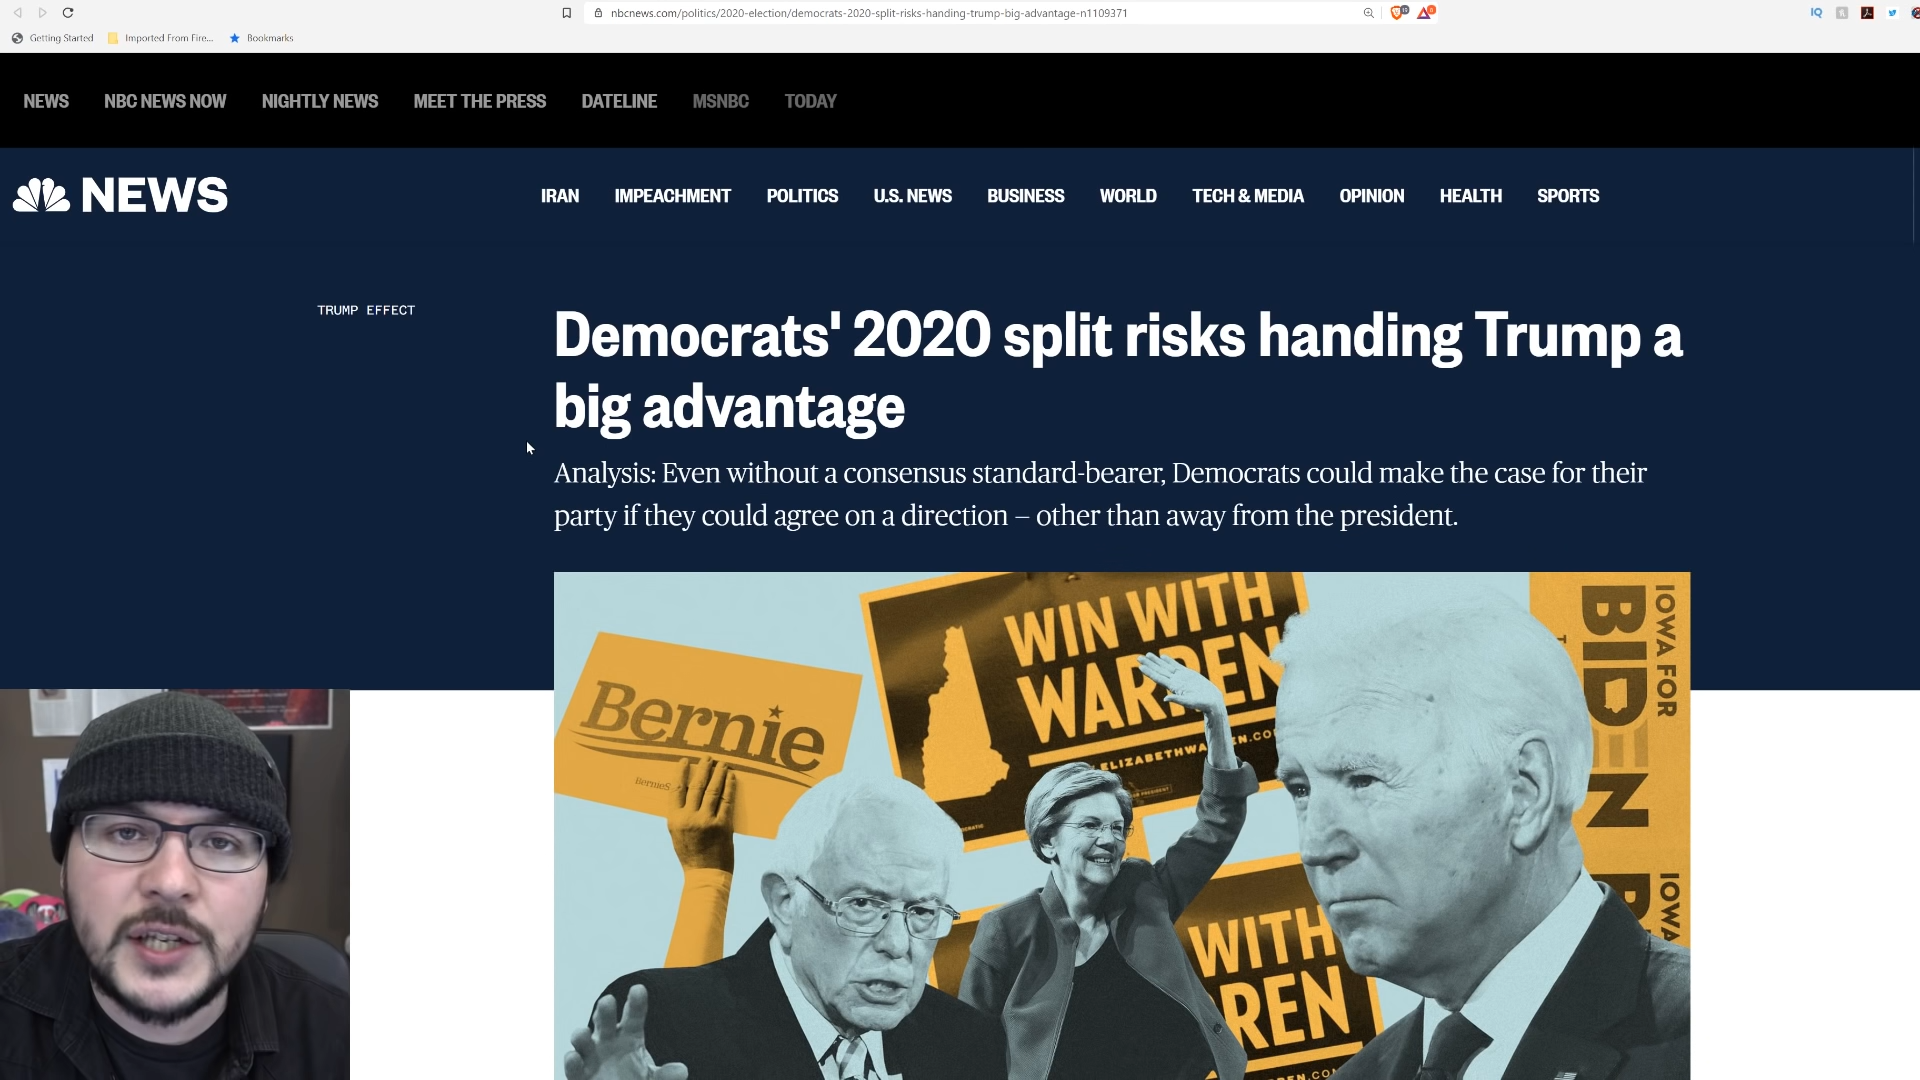 nbcnews.com/politics/2020-election/democrats-2020-split-risks-handing-trump-big-advantage-n1109371
Getting Started
Imported From Fire...
Bookmarks
NEWS
NBC NEWS NOW
NIGHTLY NEWS
MEET THE PRESS
DATELINE
MSNBC
TODAY
NEWS
IRAN
IMPEACHMENT
POLITICS
U.S. NEWS
BUSINESS
WORLD
TECH & MEDIA
OPINION
HEALTH
SPORTS
TRUMP EFFECT
Democrats' 2020 split risks handing Trump a
big advantage
Analysis: Even without a consensus standard-bearer, Democrats could make the case for their
party if they could agree on a direction – other than away from the president.
Bernie
BernieS
WIN WITH
WARREN
ELIZABETHWARREN.CO
IOWA FOR
BIDEN
WITH
RREN
REN.COM
IOWA